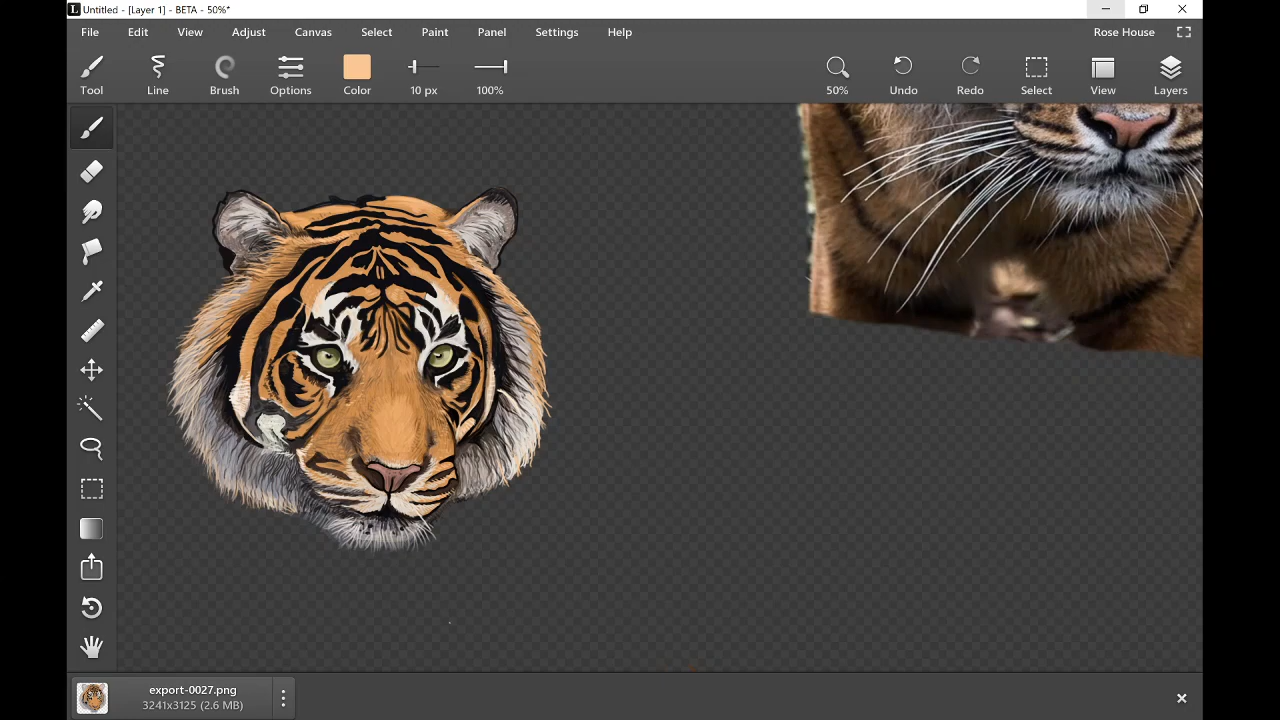 L Untitled - [Layer 1] - BETA - 50%*
File Edit View Adjust Canvas Select Paint Panel Settings Help Rose House
Tool Line Brush Options Color 10 px 100% 50% Undo Redo Select View Layers
export-0027.png
3241x3125 (2.6 MB)